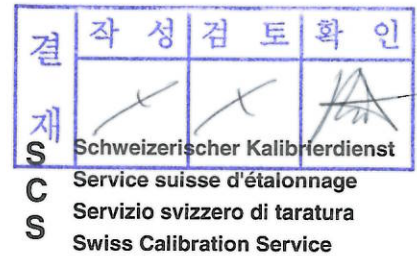 결재 작성 검토 확인
S Schweizerischer Kalibrierdienst
C Service suisse d'étalonnage
Servizio svizzero di taratura
S Swiss Calibration Service